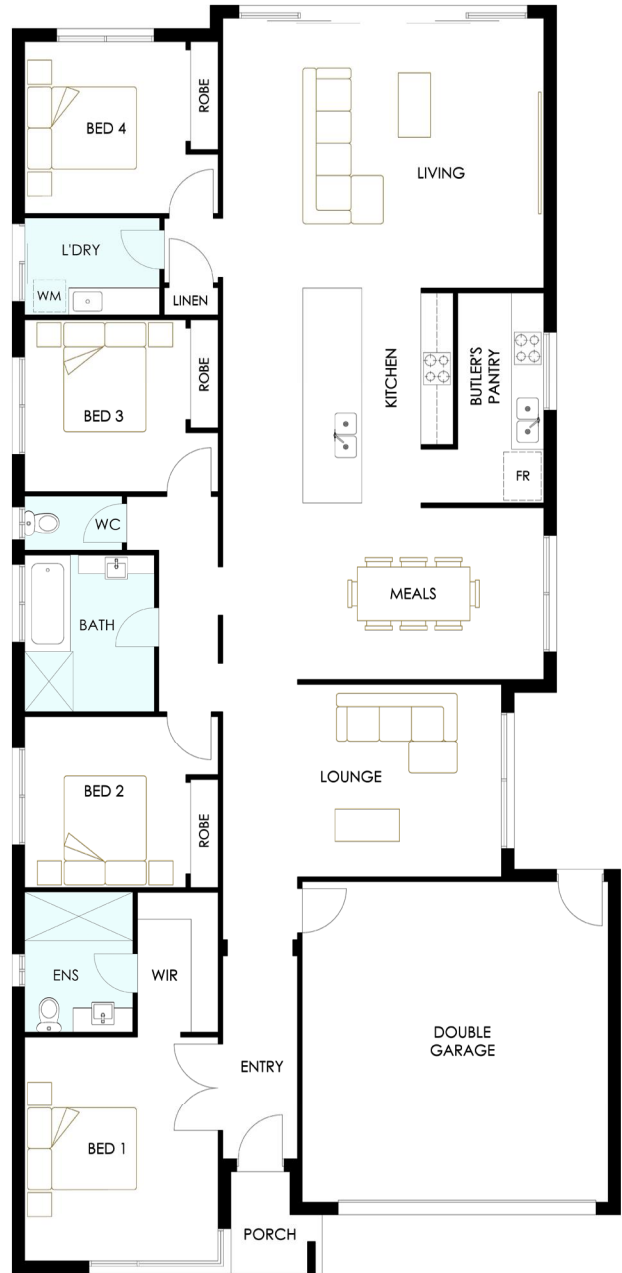 BED 4
ROBE
LIVING
L'DRY
WM
LINEN
ROBE
BED 3
KITCHEN
BUTLER'S
PANTRY
FR
WC
MEALS
BATH
LOUNGE
BED 2
ROBE
ENS
WIR
DOUBLE
GARAGE
ENTRY
BED 1
PORCH